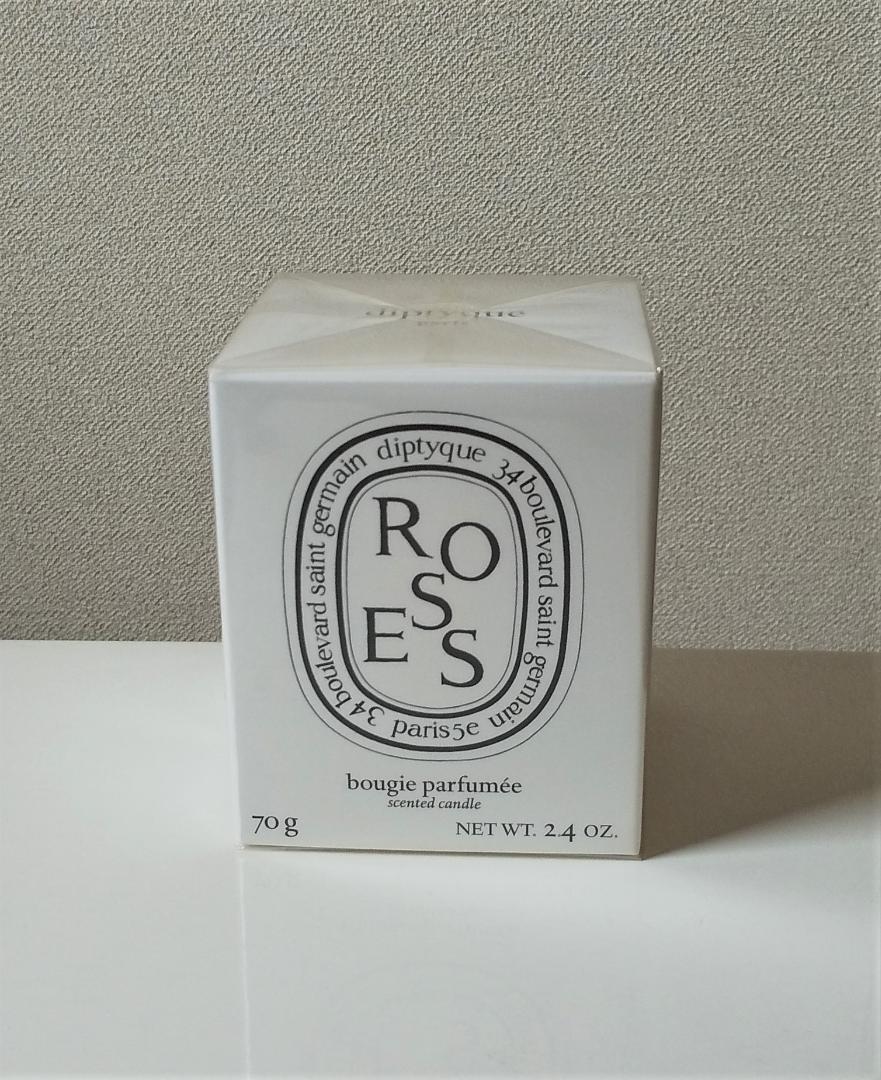 diptyque
paris
diptyque 34 boulevard saint germain paris 5e 34 boulevard saint germain
R O
S
E S
bougie parfumée
scented candle
70 g
NET WT. 2.4 OZ.